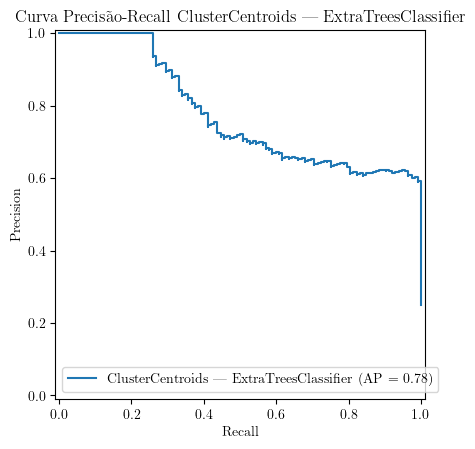 Curva Precisão-Recall ClusterCentroids — ExtraTreesClassifier
1.0
0.8
0.6
0.4
0.2
0.0
Precision
ClusterCentroids — ExtraTreesClassifier (AP = 0.78)
0.0 0.2 0.4 0.6 0.8 1.0
Recall